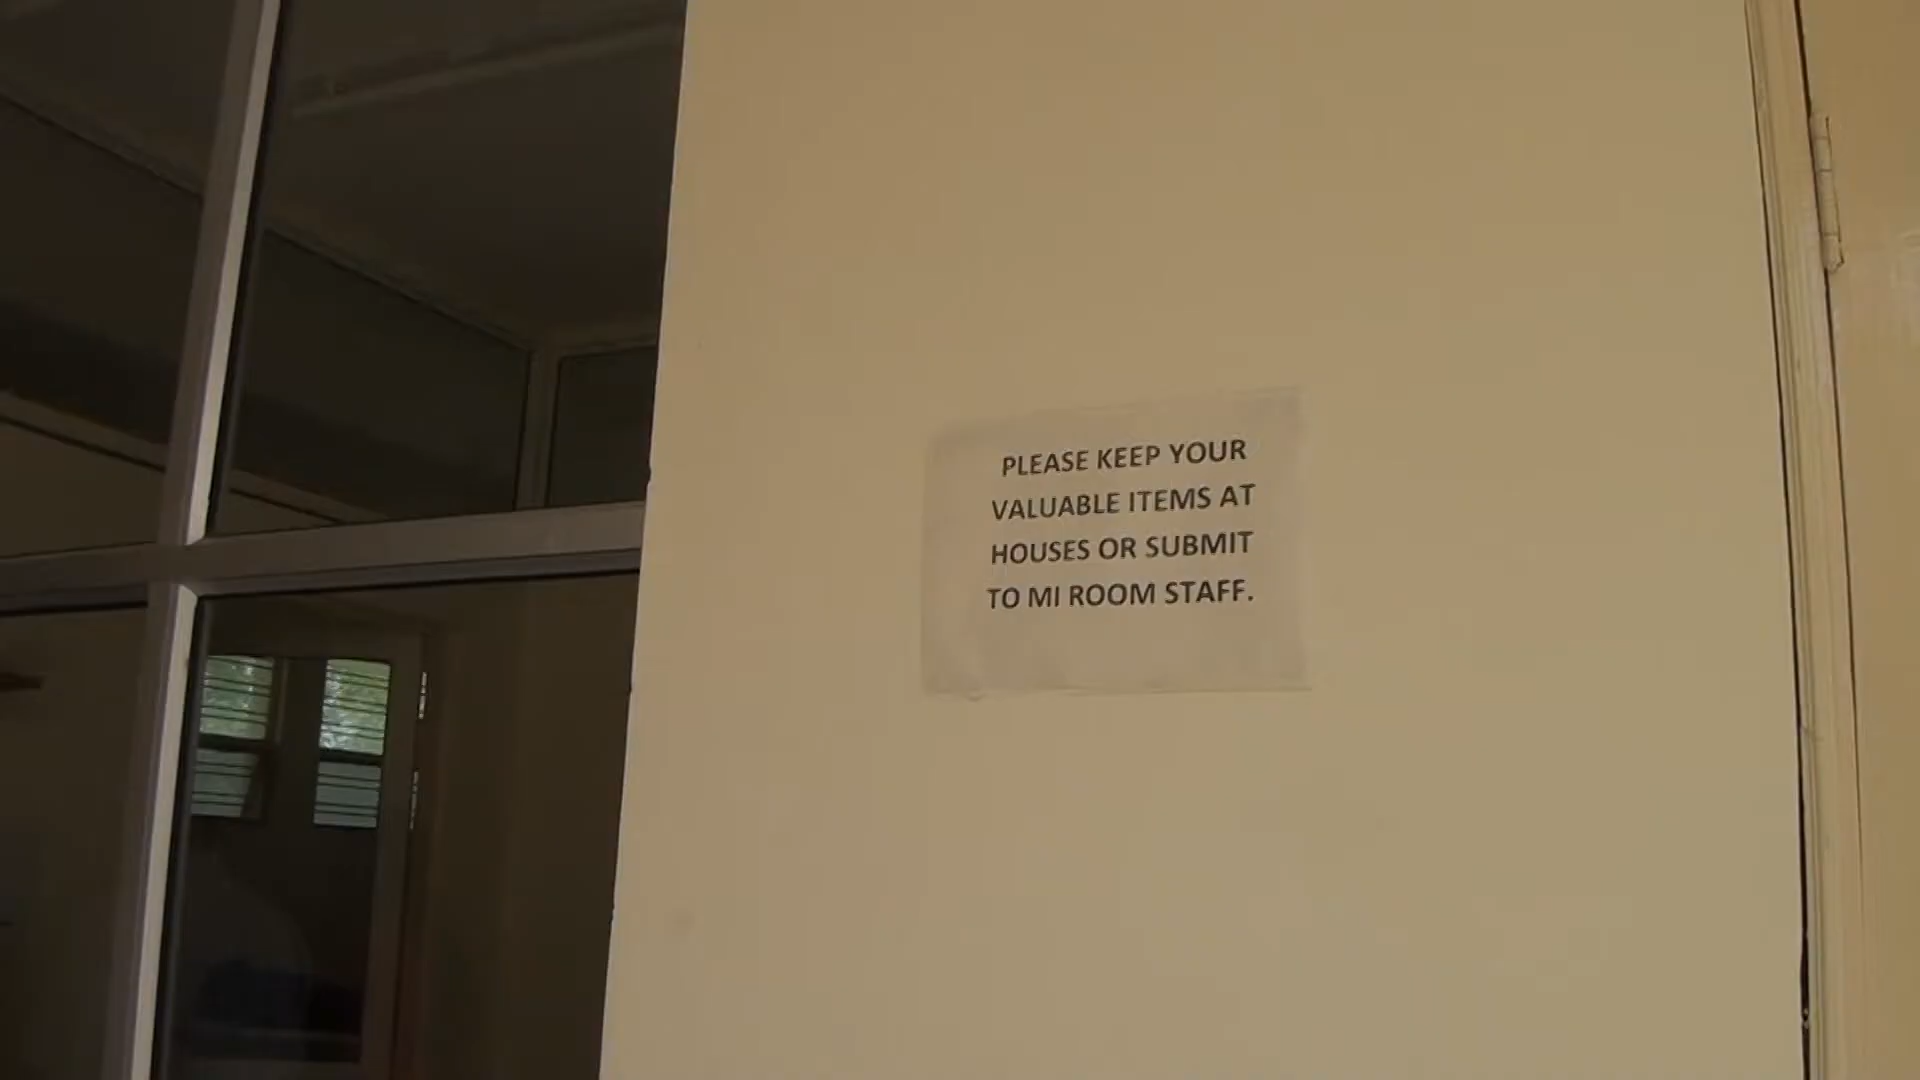 PLEASE KEEP YOUR
VALUABLE ITEMS AT
HOUSES OR SUBMIT
TO MI ROOM STAFF.